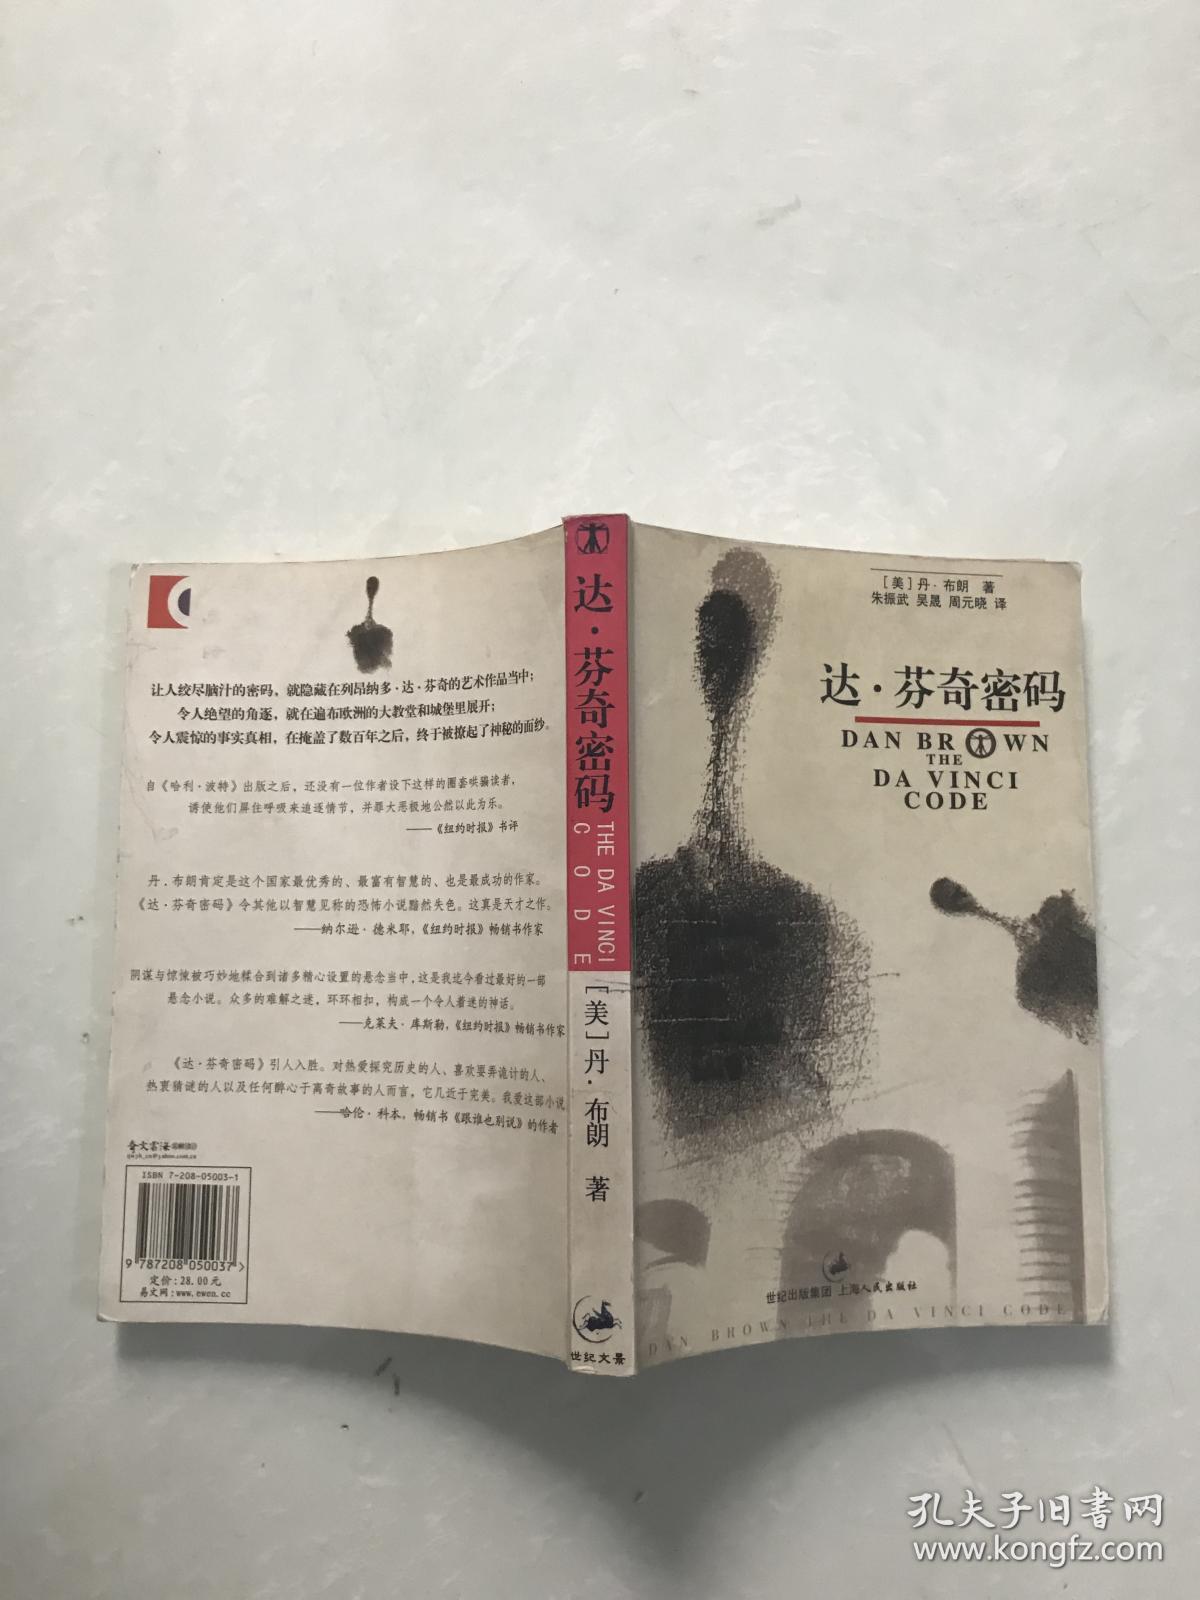 让人绞尽脑汁的密码，就隐藏在列昂纳多·达·芬奇的艺术作品当中；
令人绝望的角逐，就在遍布欧洲的大教堂和城堡里展开；
令人震惊的事实真相，在掩盖了数百年之后，终于被撩起了神秘的面纱。
自《哈利·波特》出版之后，还没有一位作者设下这样的圈套哄骗读者，
诱使他们屏住呼吸来追逐情节，并罪大恶极地公然以此为乐。
——《纽约时报》书评
丹．布朗肯定是这个国家最优秀的、最富有智慧的、也是最成功的作家。
《达·芬奇密码》令其他以智慧见称的恐怖小说黯然失色。这真是天才之作。
——纳尔逊·德米耶，《纽约时报》畅销书作家
阴谋与惊悚被巧妙地糅合到诸多精心设置的悬念当中，这是我迄今看过最好的一部
悬念小说。众多的难解之谜，环环相扣，构成一个令人着迷的神话。
——克莱夫·库斯勒，《纽约时报》畅销书作家
《达·芬奇密码》引人入胜。对热爱探究历史的人、喜欢耍弄诡计的人、
热衷猜谜的人以及任何醉心于离奇故事的人而言，它几近于完美。我爱这部小说
——哈伦·科本，畅销书《跟谁也别说》的作者
奇文云海
qwyh_cn@yahoo.com.cn
ISBN 7-208-05003-1
9 787208 050037 >
定价：28.00元
易文网：www.ewen.cc
达·芬奇密码
THE DA VINCI
CODE
［美］丹·布朗 著
世纪文景
［美］丹·布朗 著
朱振武 吴晟 周元晓 译
达·芬奇密码
DAN BROWN
THE
DA VINCI
CODE
世纪出版集团 上海人民出版社
DAN BROWN THE DA VINCI CODE
孔夫子旧书网
www.kongfz.com